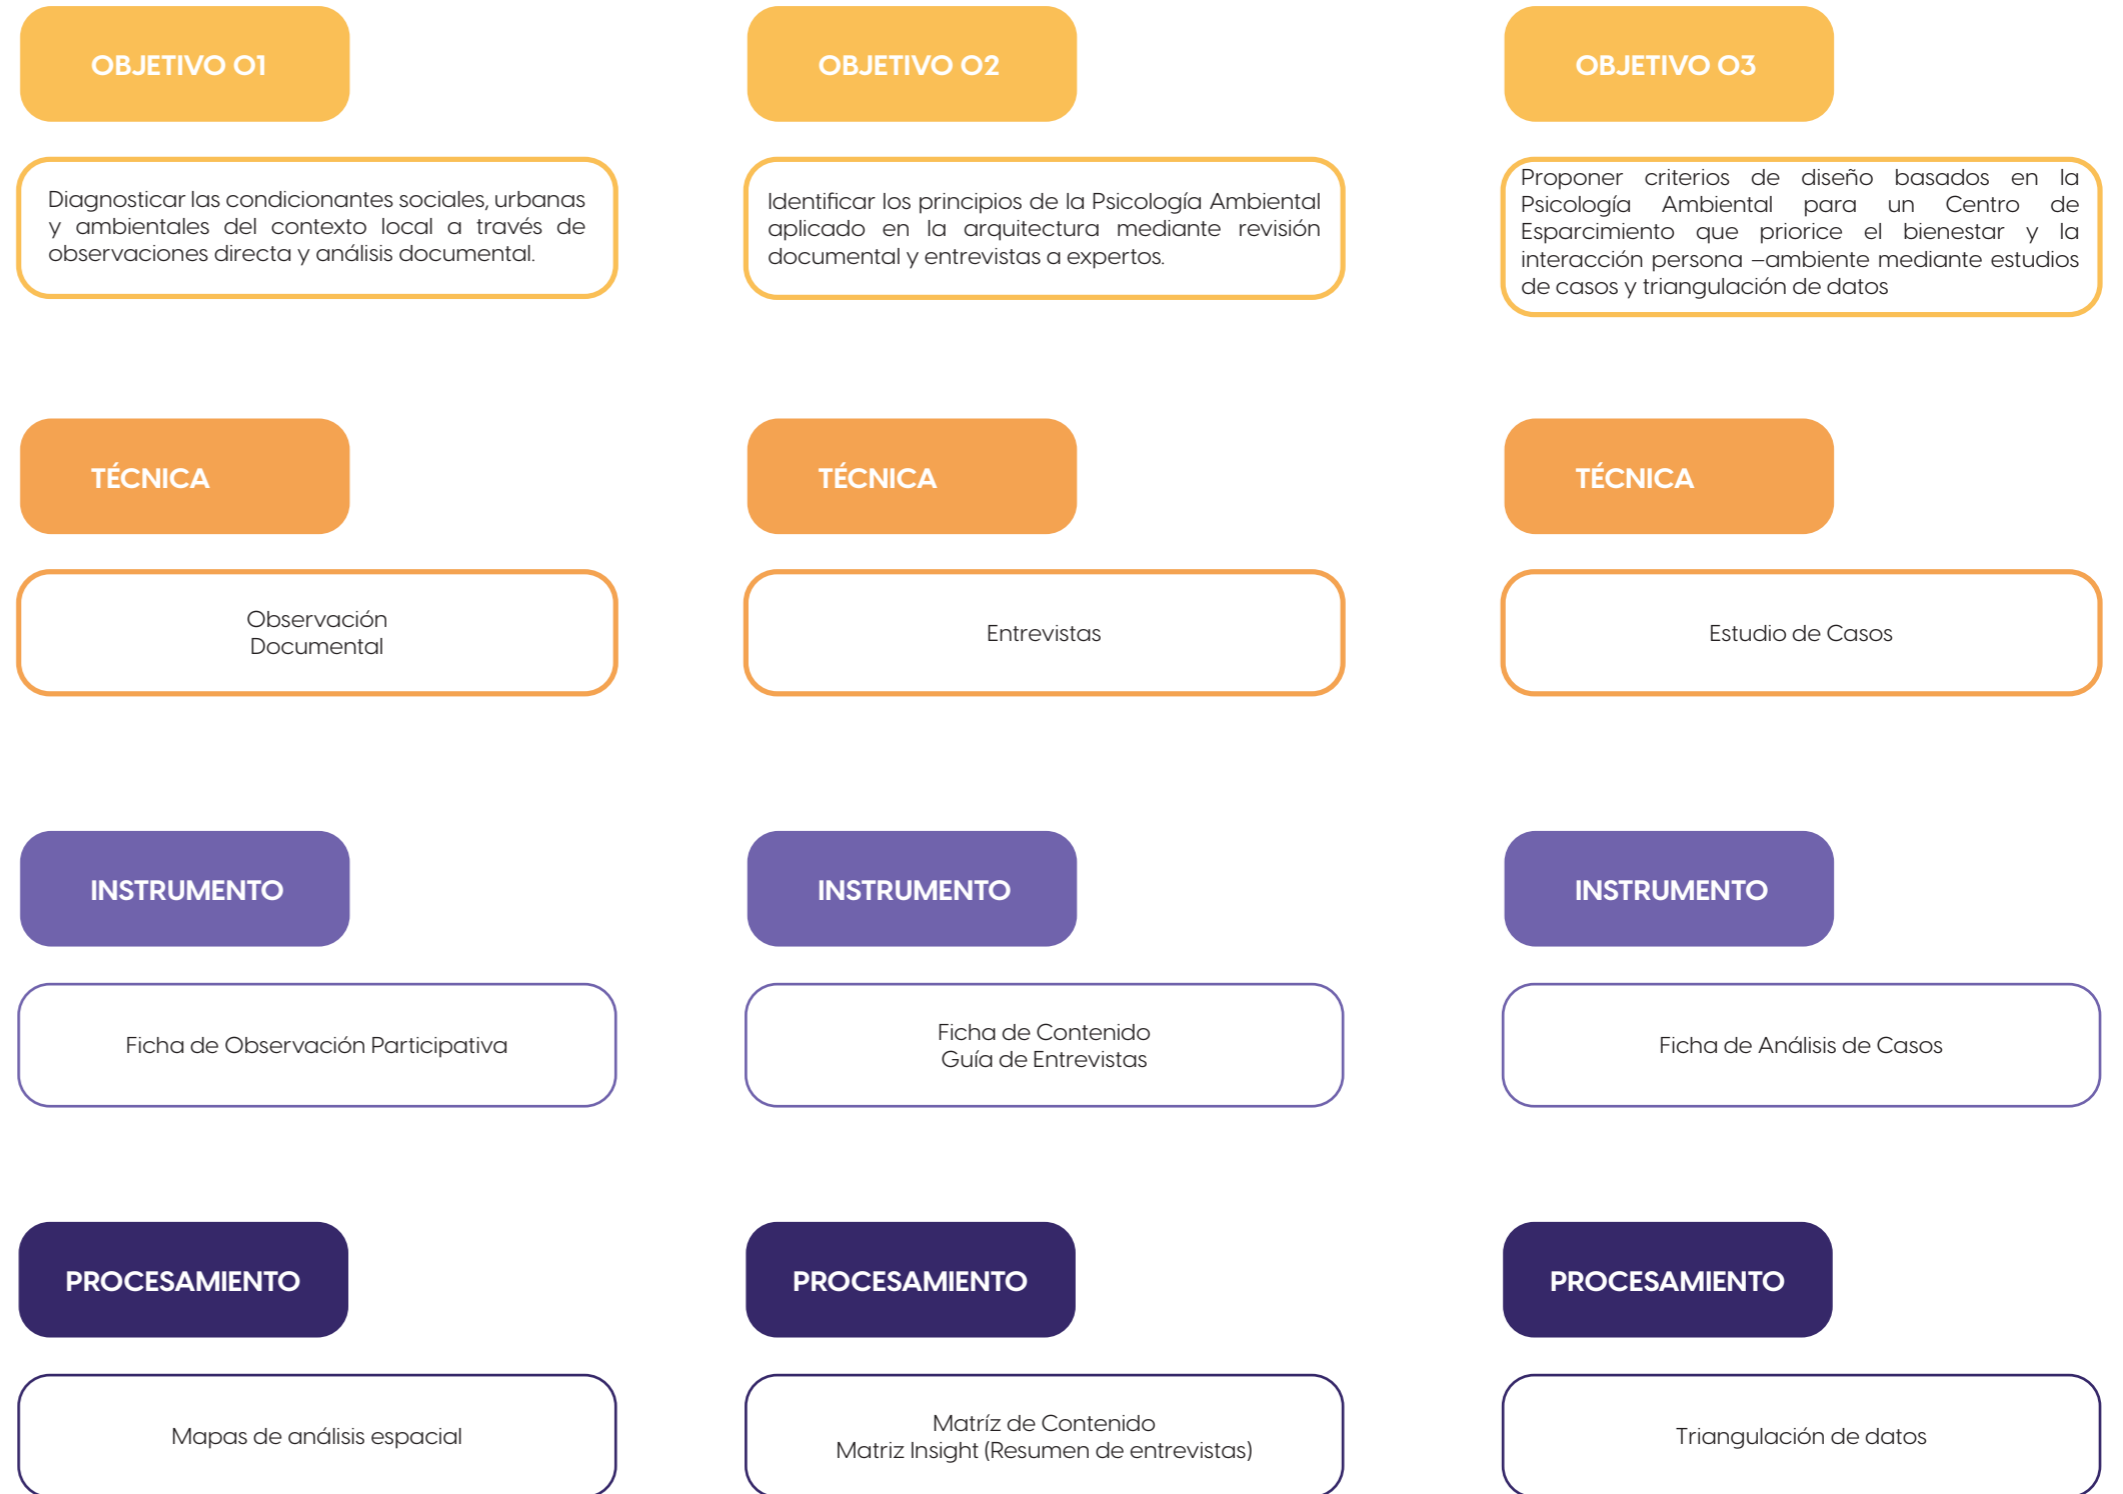 OBJETIVO 01
OBJETIVO 02
OBJETIVO 03
Diagnosticar las condicionantes sociales, urbanas
y ambientales del contexto local a través de
observaciones directa y análisis documental.
Identificar los principios de la Psicología Ambiental
aplicado en la arquitectura mediante revisión
documental y entrevistas a expertos.
Proponer criterios de diseño basados en la
Psicología Ambiental para un Centro de
Esparcimiento que priorice el bienestar y la
interacción persona –ambiente mediante estudios
de casos y triangulación de datos
TÉCNICA
TÉCNICA
TÉCNICA
Observación
Documental
Entrevistas
Estudio de Casos
INSTRUMENTO
INSTRUMENTO
INSTRUMENTO
Ficha de Observación Participativa
Ficha de Contenido
Guía de Entrevistas
Ficha de Análisis de Casos
PROCESAMIENTO
PROCESAMIENTO
PROCESAMIENTO
Mapas de análisis espacial
Matríz de Contenido
Matriz Insight (Resumen de entrevistas)
Triangulación de datos